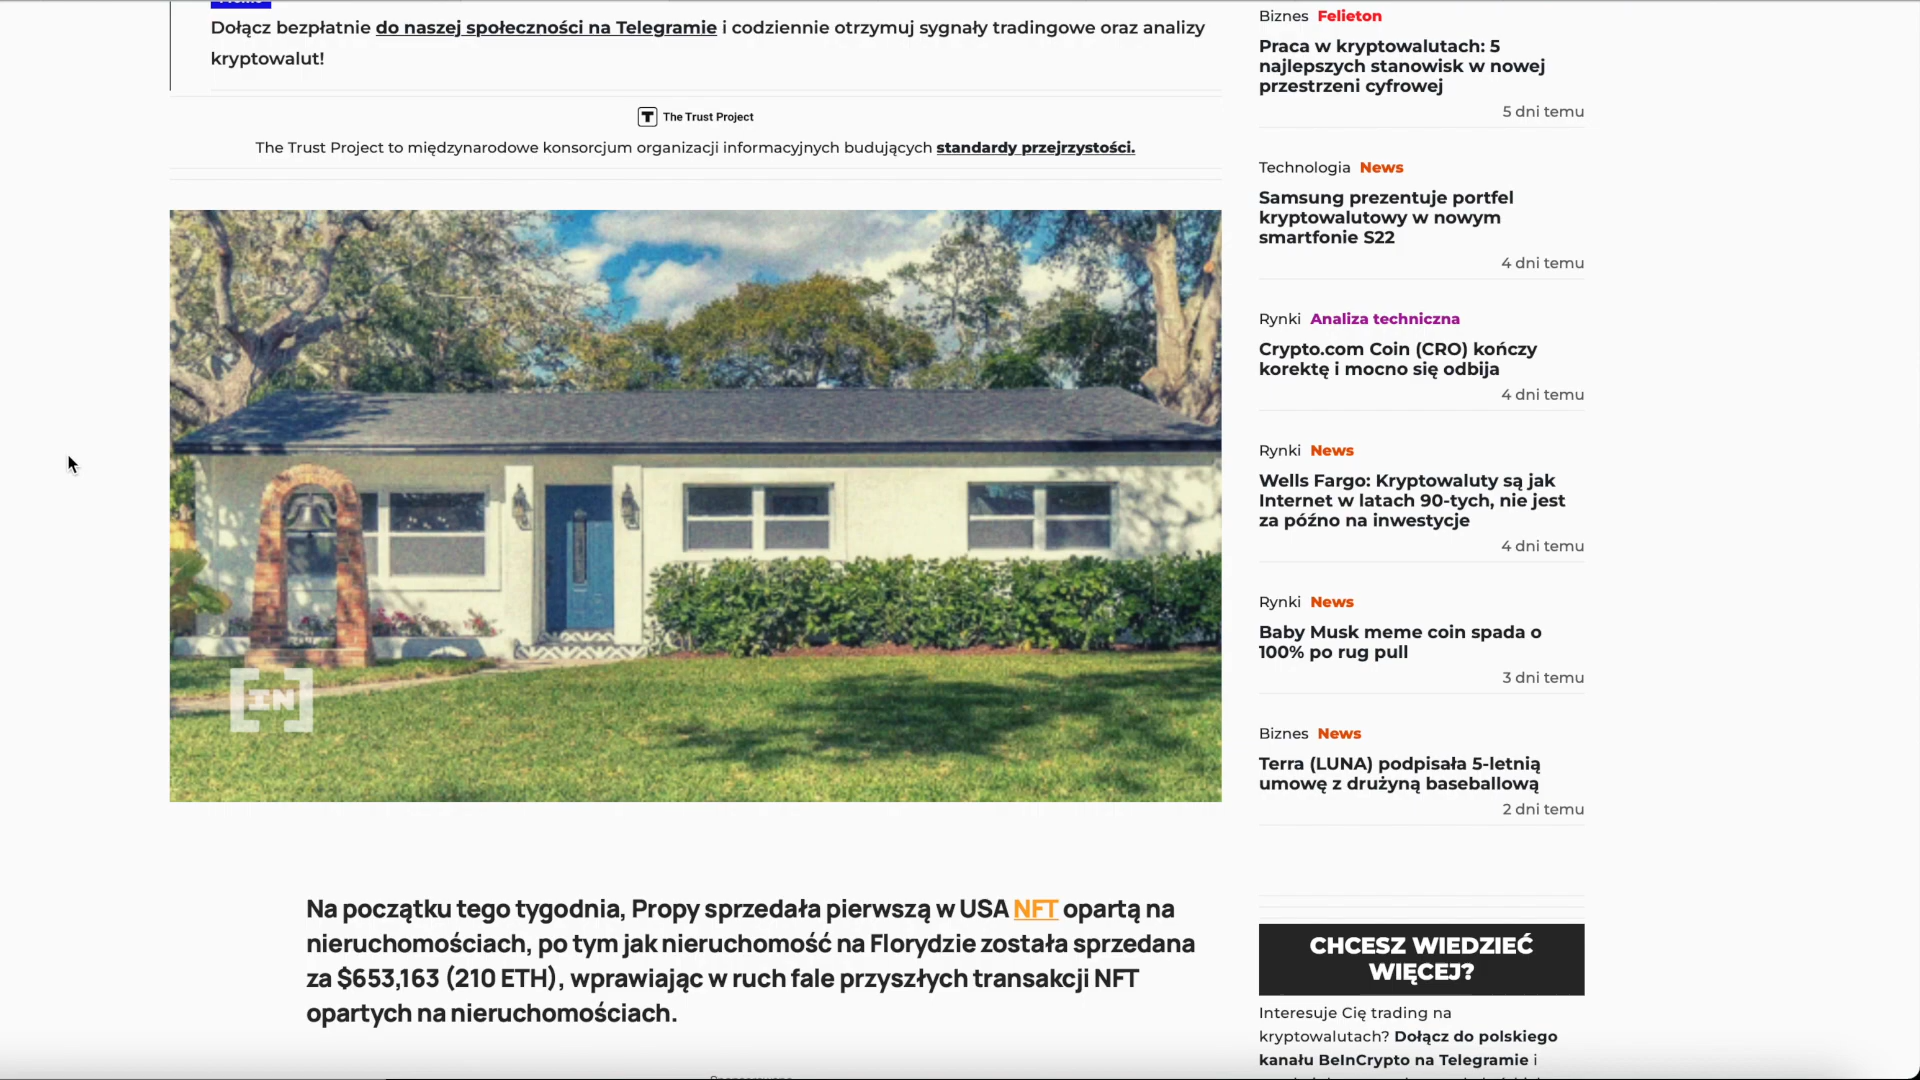 Dołącz bezpłatnie do naszej społeczności na Telegramie i codziennie otrzymuj sygnały tradingowe oraz analizy
kryptowalut!
The Trust Project
The Trust Project to międzynarodowe konsorcjum organizacji informacyjnych budujących standardy przejrzystości.
IN
Na początku tego tygodnia, Propy sprzedała pierwszą w USA NFT opartą na
nieruchomościach, po tym jak nieruchomość na Florydzie została sprzedana
za $653,163 (210 ETH), wprawiając w ruch fale przyszłych transakcji NFT
opartych na nieruchomościach.
Biznes Felieton
Praca w kryptowalutach: 5
najlepszych stanowisk w nowej
przestrzeni cyfrowej
5 dni temu
Technologia News
Samsung prezentuje portfel
kryptowalutowy w nowym
smartfonie S22
4 dni temu
Rynki Analiza techniczna
Crypto.com Coin (CRO) kończy
korektę i mocno się odbija
4 dni temu
Rynki News
Wells Fargo: Kryptowaluty są jak
Internet w latach 90-tych, nie jest
za późno na inwestycje
4 dni temu
Rynki News
Baby Musk meme coin spada o
100% po rug pull
3 dni temu
Biznes News
Terra (LUNA) podpisała 5-letnią
umowę z drużyną baseballową
2 dni temu
CHCESZ WIEDZIEĆ
WIĘCEJ?
Interesuje Cię trading na
kryptowalutach? Dołącz do polskiego
kanału BeInCrypto na Telegramie i